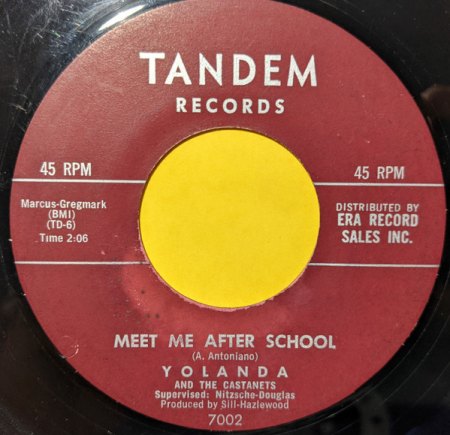 TANDEM
RECORDS
45 RPM
45 RPM
Marcus-Gregmark
(BMI)
(TD-6)
Time 2:06
DISTRIBUTED BY
ERA RECORD
SALES INC.
MEET ME AFTER SCHOOL
(A. Antoniano)
YOLANDA
AND THE CASTANETS
Supervised: Nitzsche-Douglas
Produced by Sill-Hazlewood
7002